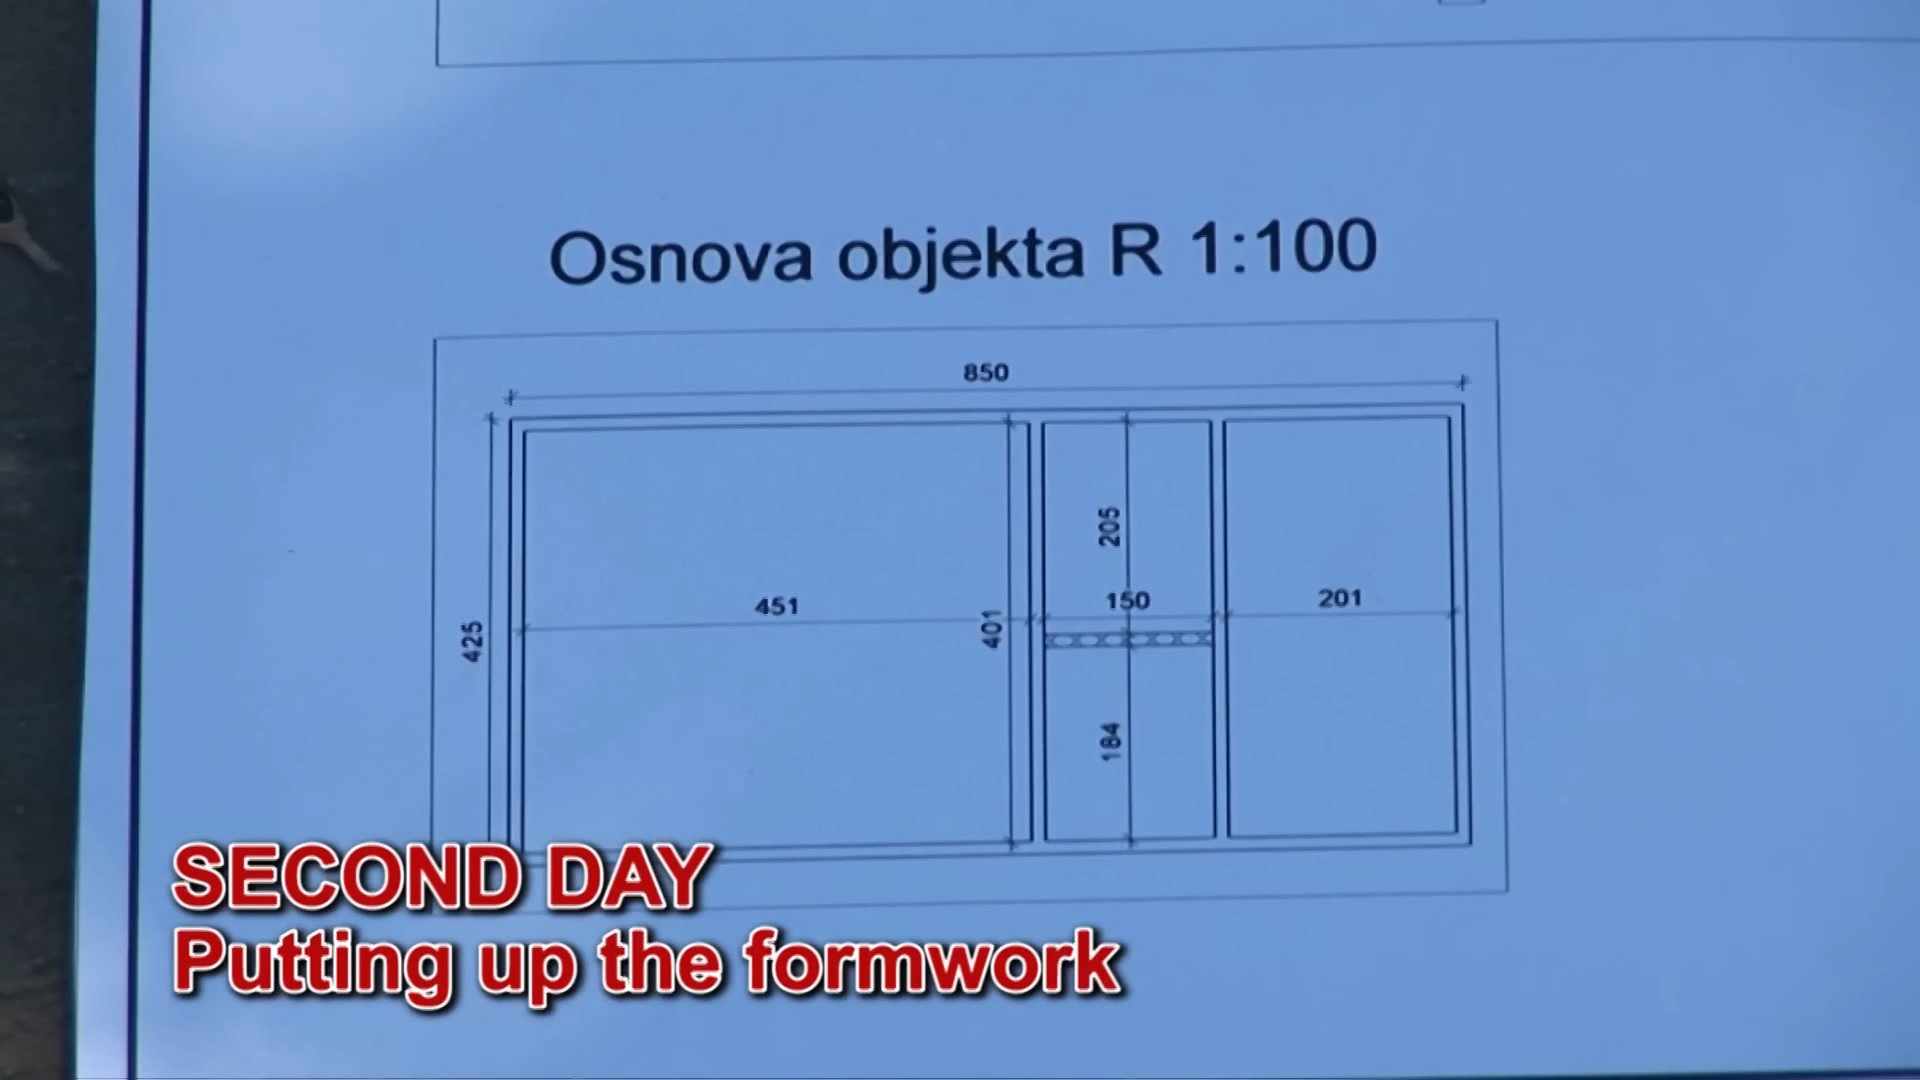 Osnova objekta R 1:100
850
205
451
150
201
425
401
184
SECOND DAY
Putting up the formwork